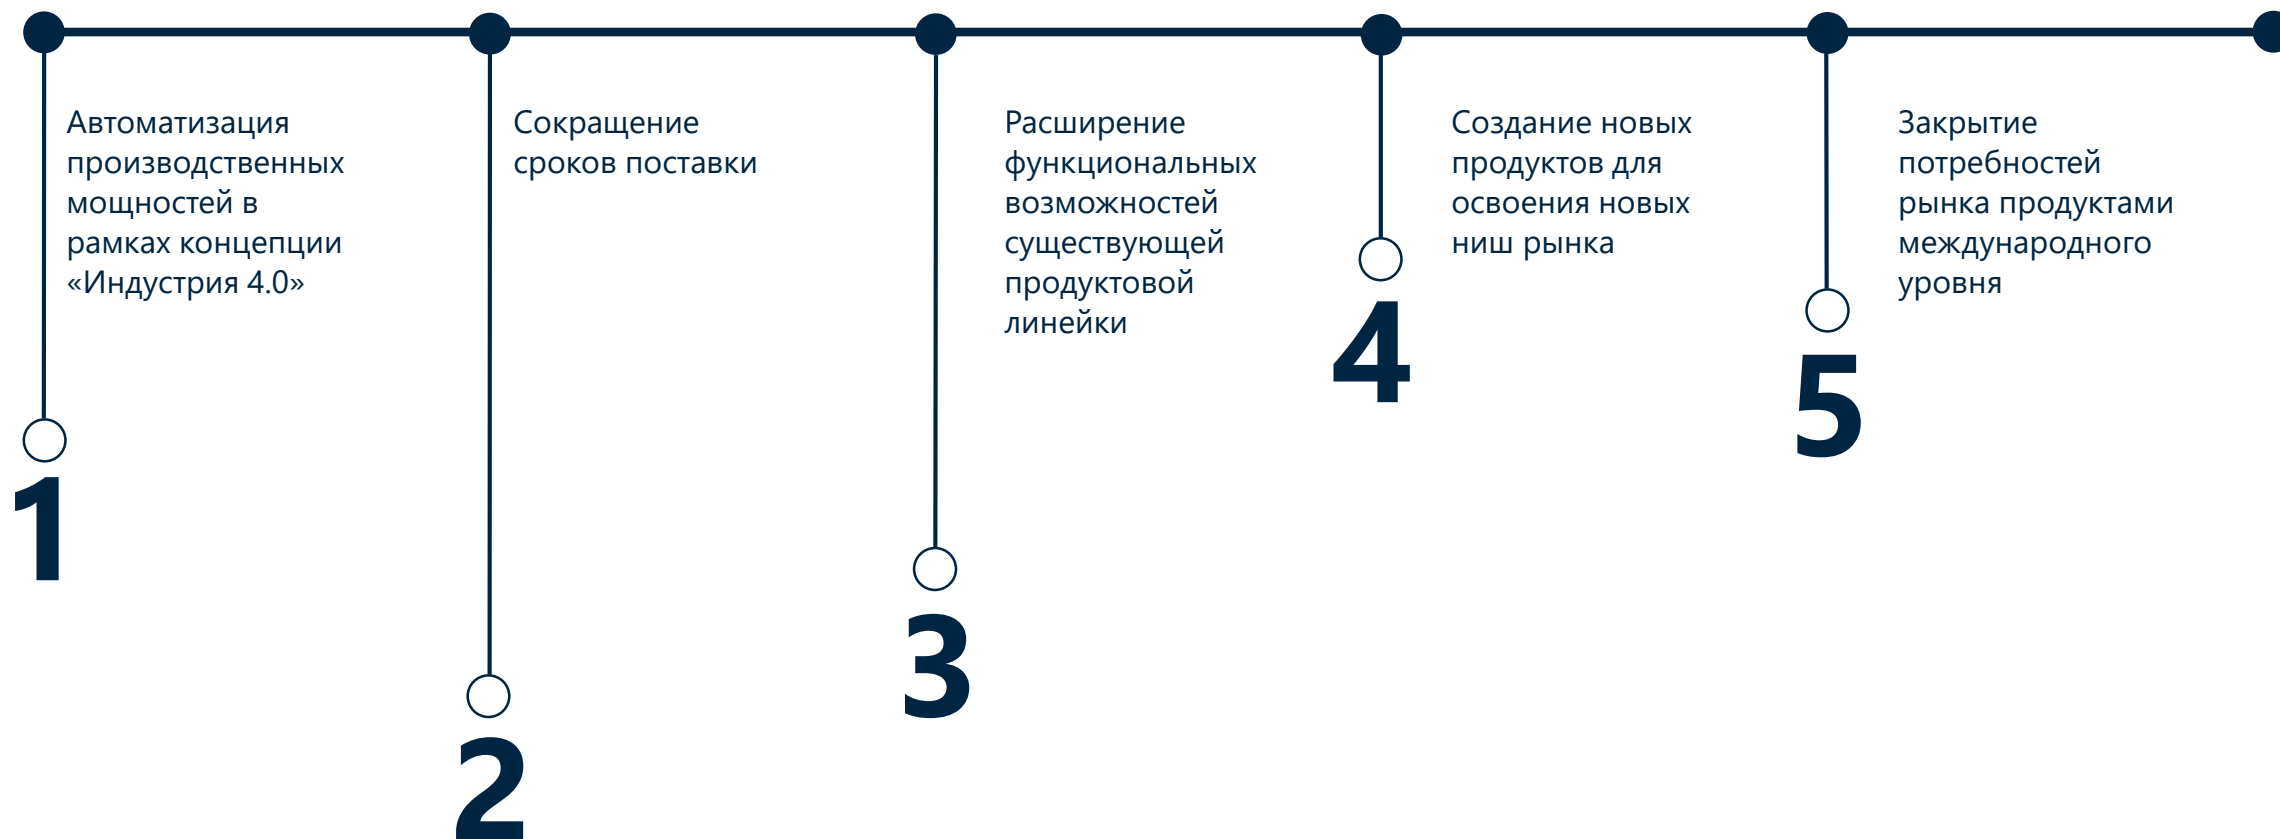 Автоматизация
производственных
мощностей в
рамках концепции
«Индустрия 4.0»
1
Сокращение
сроков поставки
2
Расширение
функциональных
возможностей
существующей
продуктовой
линейки
3
Создание новых
продуктов для
освоения новых
ниш рынка
4
Закрытие
потребностей
рынка продуктами
международного
уровня
5